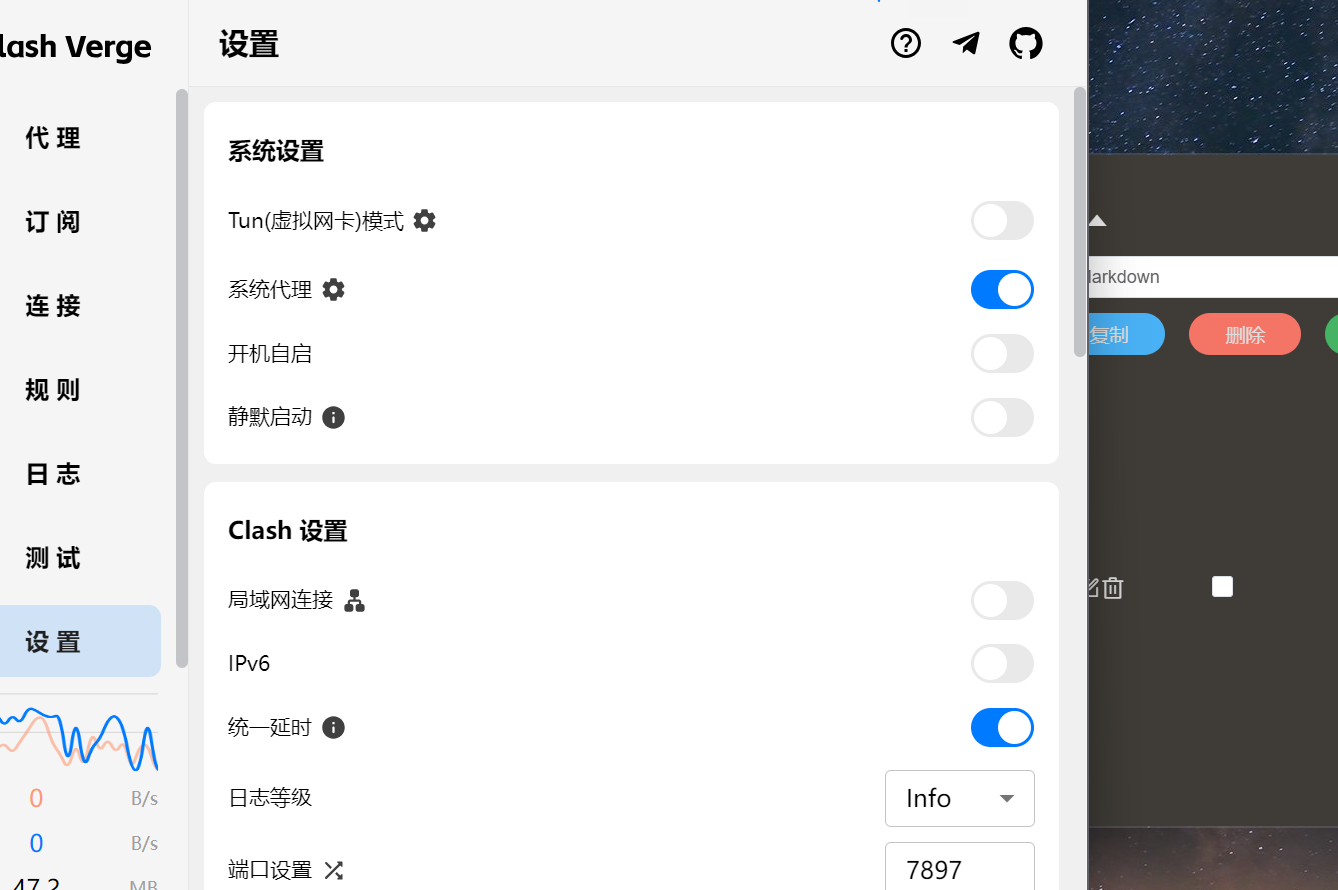 lash Verge
设置
代 理
订 阅
连 接
规 则
日 志
测 试
设 置
0 B/s
0 B/s
47.2 MB
系统设置
Tun(虚拟网卡)模式
系统代理
开机自启
静默启动
Clash 设置
局域网连接
IPv6
统一延时
日志等级 Info
端口设置 7897
arkdown
复制
删除